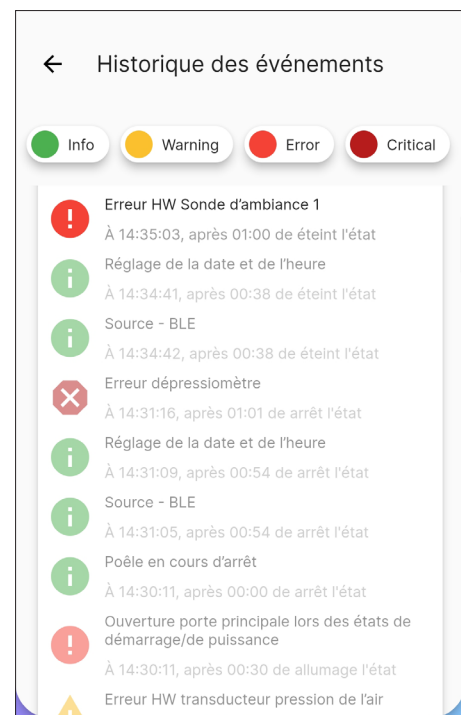 Historique des événements
Info
Warning
Error
Critical
Erreur HW Sonde d’ambiance 1
À 14:35:03, après 01:00 de éteint l'état
Réglage de la date et de l’heure
À 14:34:41, après 00:38 de éteint l'état
Source - BLE
À 14:34:42, après 00:38 de éteint l'état
Erreur dépressiomètre
À 14:31:16, après 01:01 de arrêt l'état
Réglage de la date et de l’heure
À 14:31:09, après 00:54 de arrêt l'état
Source - BLE
À 14:31:05, après 00:54 de arrêt l'état
Poêle en cours d’arrêt
À 14:30:11, après 00:00 de arrêt l'état
Ouverture porte principale lors des états de
démarrage/de puissance
À 14:30:11, après 00:30 de allumage l'état
Erreur HW transducteur pression de l’air